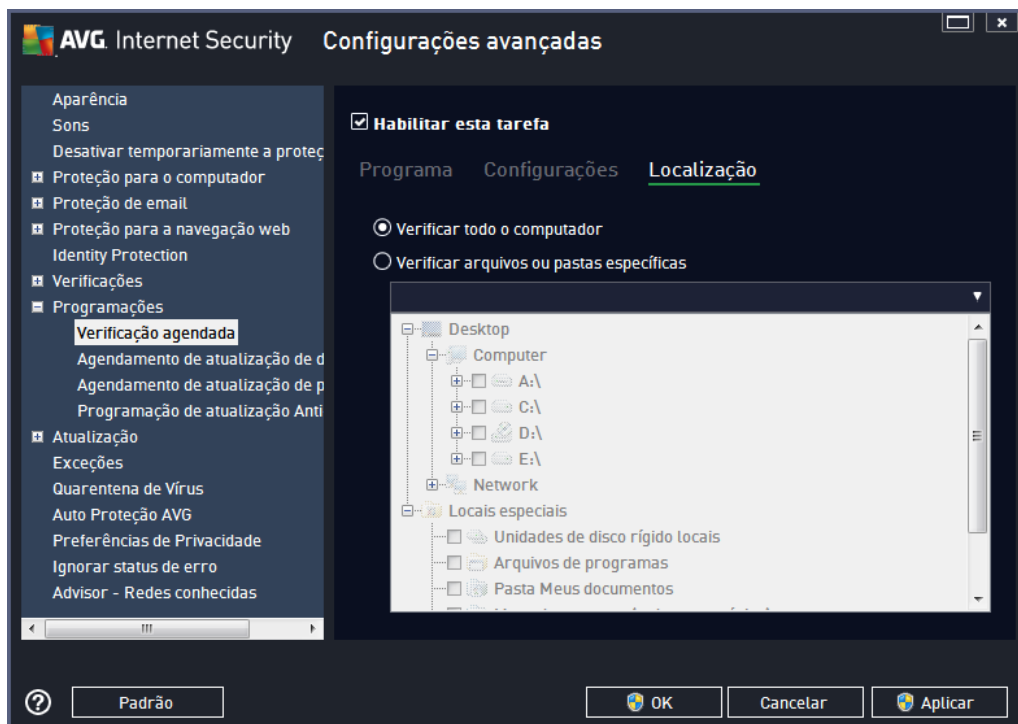 AVG. Internet Security Configurações avançadas
Aparência
Sons
Desativar temporariamente a proteç
Proteção para o computador
Proteção de email
Proteção para a navegação web
Identity Protection
Verificações
Programações
Verificação agendada
Agendamento de atualização de d
Agendamento de atualização de p
Programação de atualização Anti
Atualização
Exceções
Quarentena de Vírus
Auto Proteção AVG
Preferências de Privacidade
Ignorar status de erro
Advisor - Redes conhecidas
Habilitar esta tarefa
Programa Configurações Localização
Verificar todo o computador
Verificar arquivos ou pastas específicas
Desktop
Computer
A:\
C:\
D:\
E:\
Network
Locais especiais
Unidades de disco rígido locais
Arquivos de programas
Pasta Meus documentos
Padrão OK Cancelar Aplicar